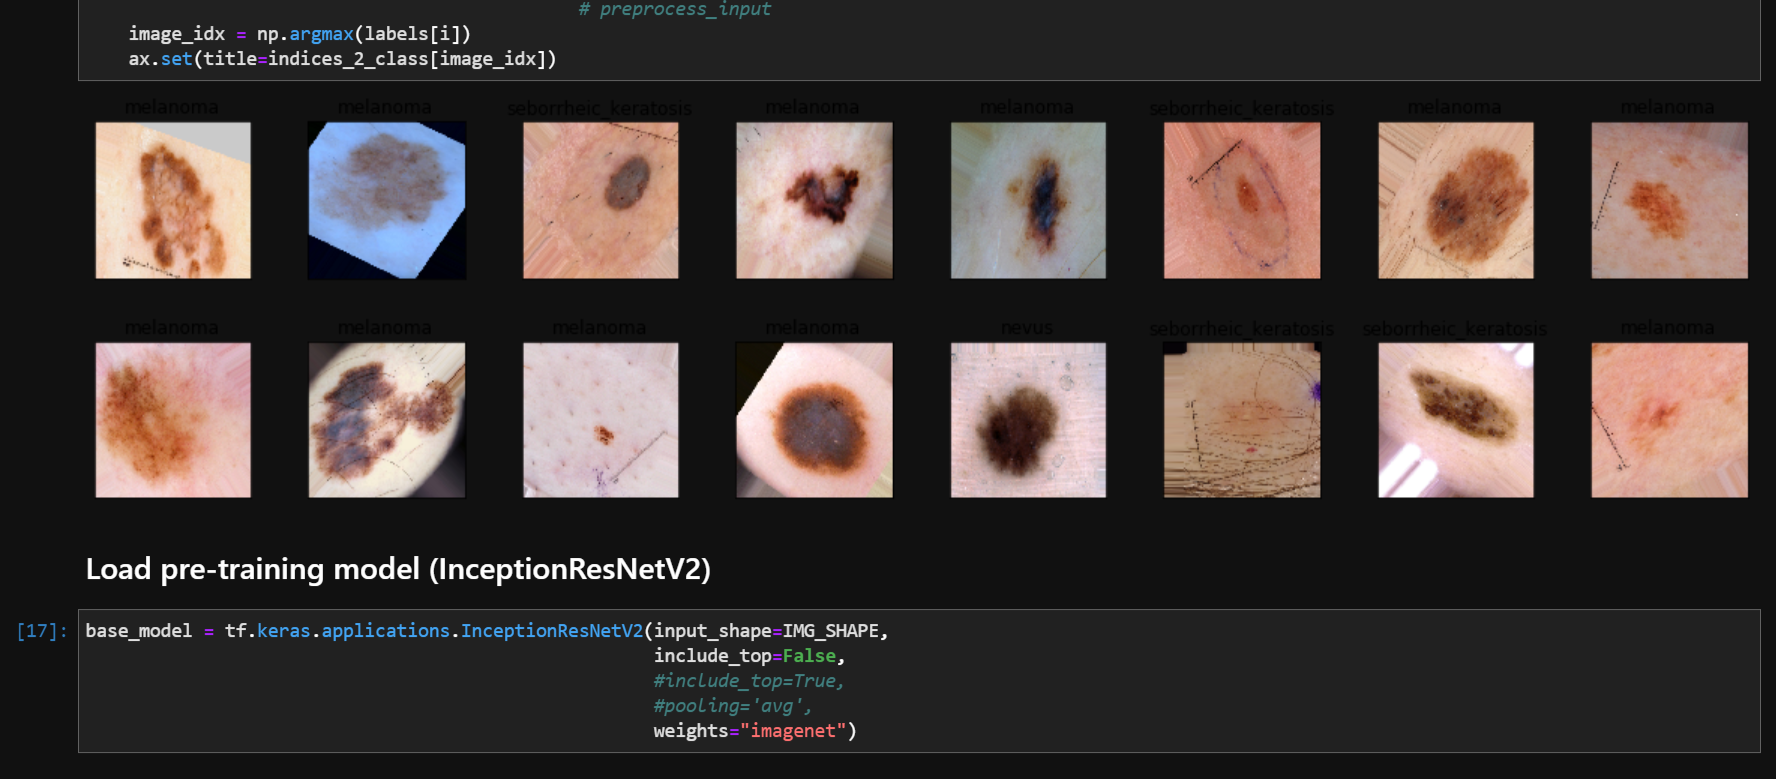 # preprocess_input
image_idx = np.argmax(labels[i])
ax.set(title=indices_2_class[image_idx])
melanoma melanoma seborrheic_keratosis melanoma melanoma seborrheic_keratosis melanoma melanoma
melanoma melanoma melanoma melanoma nevus seborrheic_keratosis seborrheic_keratosis melanoma
Load pre-training model (InceptionResNetV2)
[17]: base_model = tf.keras.applications.InceptionResNetV2(input_shape=IMG_SHAPE,
include_top=False,
#include_top=True,
#pooling='avg',
weights="imagenet")